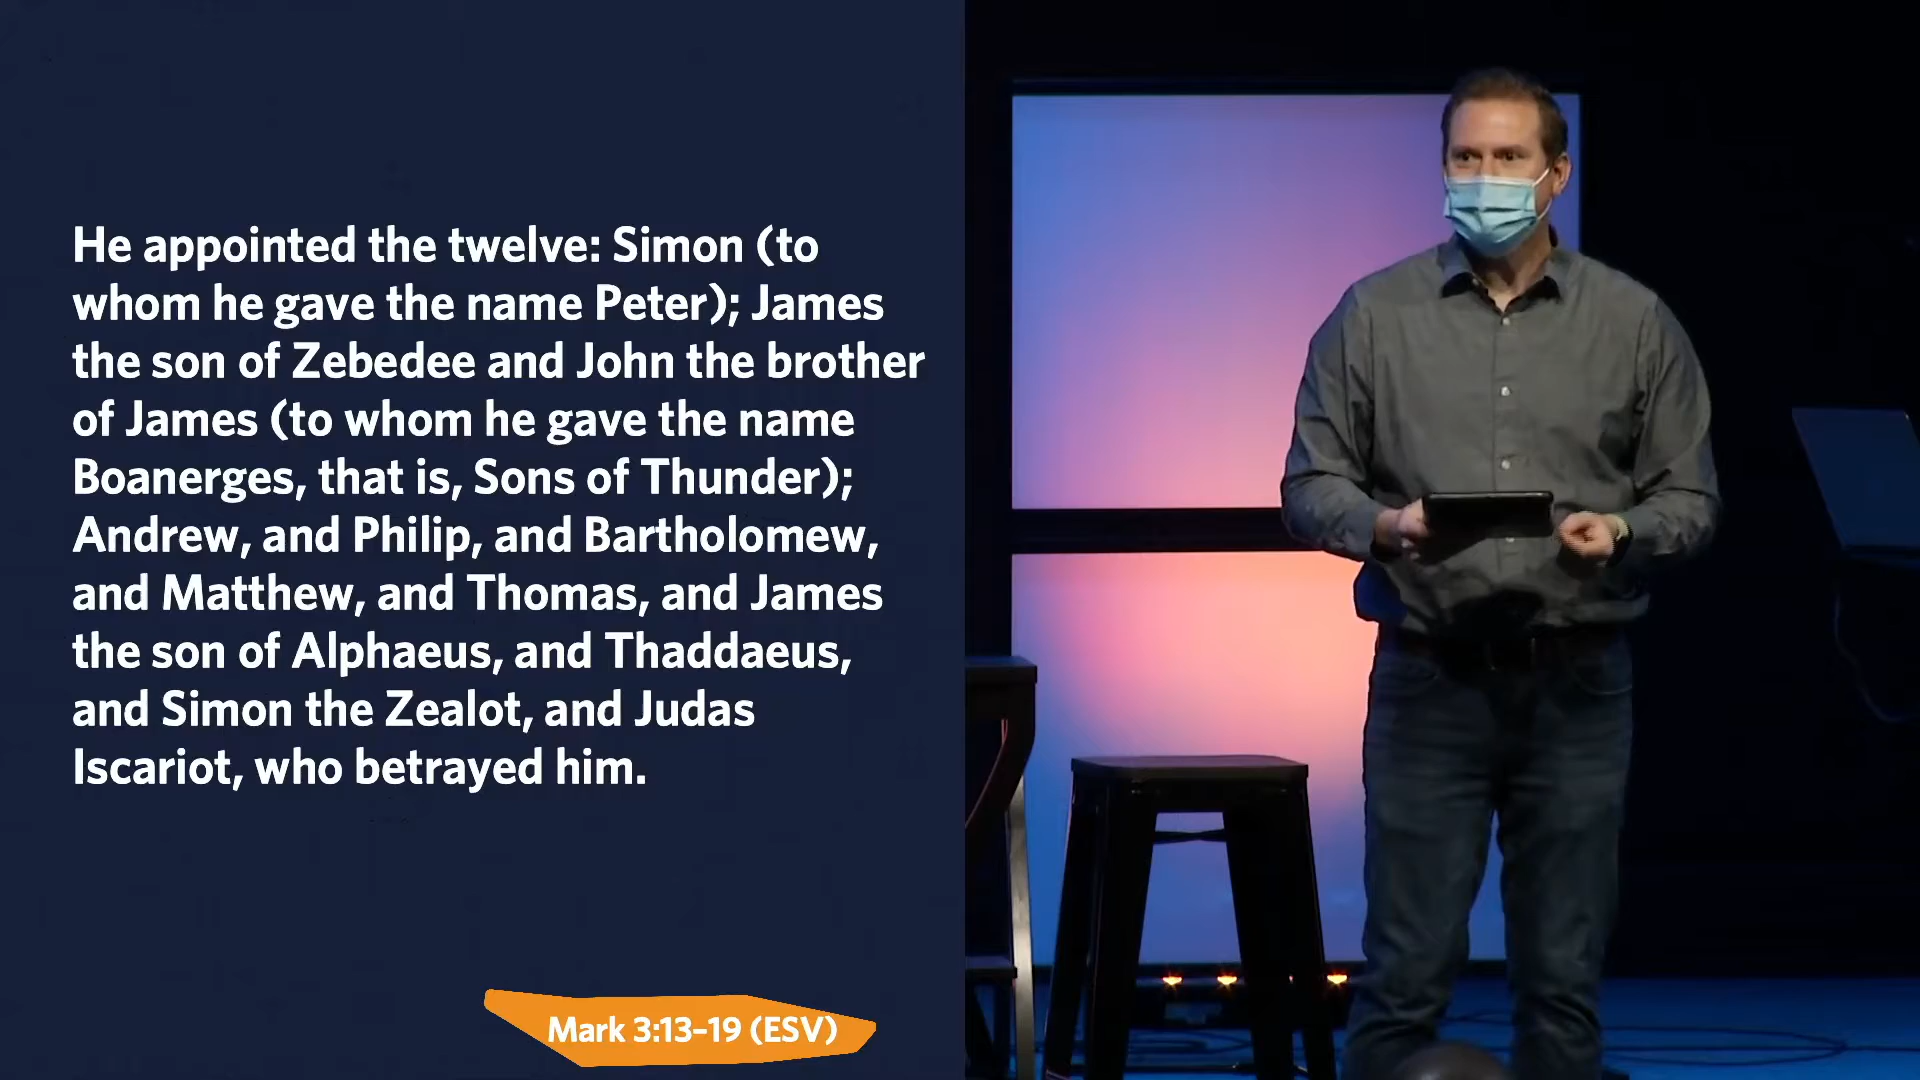 He appointed the twelve: Simon (to
whom he gave the name Peter); James
the son of Zebedee and John the brother
of James (to whom he gave the name
Boanerges, that is, Sons of Thunder);
Andrew, and Philip, and Bartholomew,
and Matthew, and Thomas, and James
the son of Alphaeus, and Thaddaeus,
and Simon the Zealot, and Judas
Iscariot, who betrayed him.
Mark 3:13–19 (ESV)